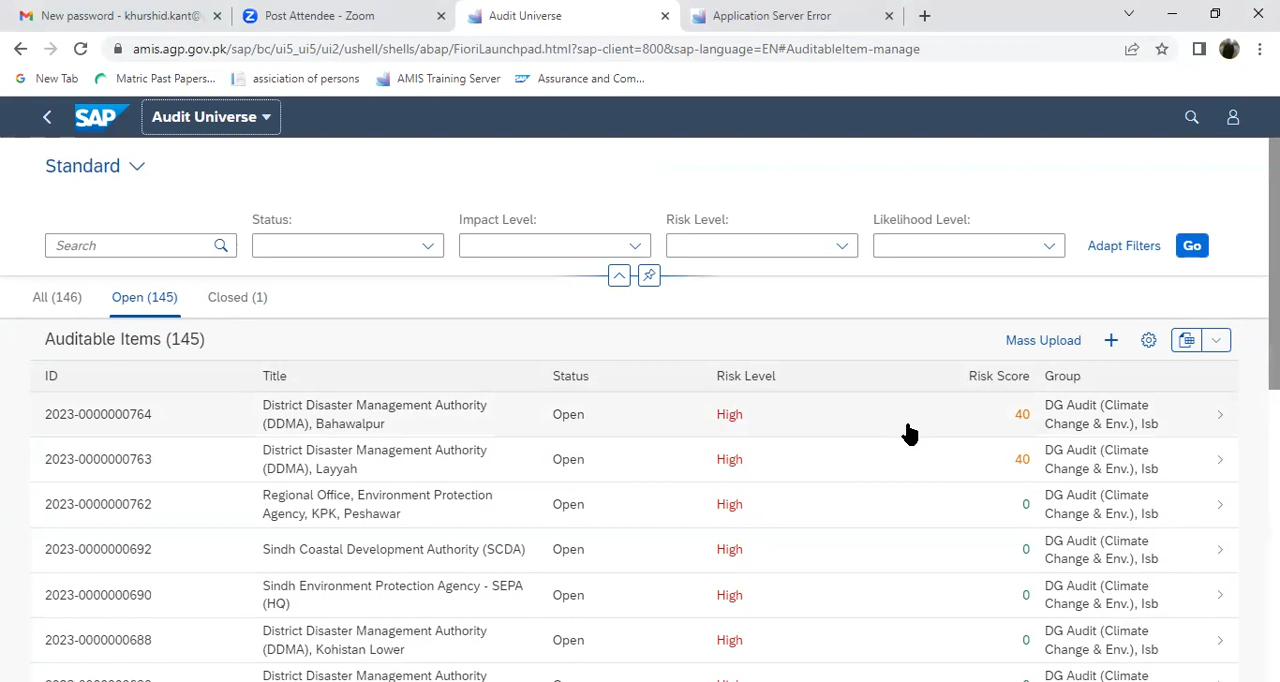 New password - khurshid.kant@
Post Attendee - Zoom
Audit Universe
Application Server Error
amis.agp.gov.pk/sap/bc/ui5_ui5/ui2/ushell/shells/abap/FioriLaunchpad.html?sap-client=800&sap-language=EN#AuditableItem-manage
New Tab
Matric Past Papers...
assiciation of persons
AMIS Training Server
Assurance and Com...
SAP
Audit Universe
Standard
Status:
Impact Level:
Risk Level:
Likelihood Level:
Search
Adapt Filters
Go
All (146)
Open (145)
Closed (1)
Auditable Items (145)
Mass Upload
ID
Title
Status
Risk Level
Risk Score
Group
2023-0000000764
District Disaster Management Authority
(DDMA), Bahawalpur
Open
High
40
DG Audit (Climate
Change & Env.), Isb
2023-0000000763
District Disaster Management Authority
(DDMA), Layyah
Open
High
40
DG Audit (Climate
Change & Env.), Isb
2023-0000000762
Regional Office, Environment Protection
Agency, KPK, Peshawar
Open
High
0
DG Audit (Climate
Change & Env.), Isb
2023-0000000692
Sindh Coastal Development Authority (SCDA)
Open
High
0
DG Audit (Climate
Change & Env.), Isb
2023-0000000690
Sindh Environment Protection Agency - SEPA
(HQ)
Open
High
0
DG Audit (Climate
Change & Env.), Isb
2023-0000000688
District Disaster Management Authority
(DDMA), Kohistan Lower
Open
High
0
DG Audit (Climate
Change & Env.), Isb
District Disaster Management Authority
DG Audit (Climate